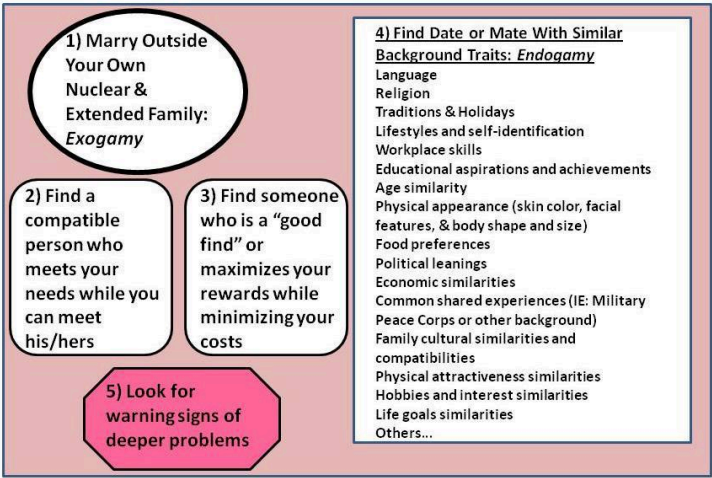 1) Marry Outside
Your Own
Nuclear &
Extended Family:
Exogamy
2) Find a
compatible
person who
meets your
needs while you
can meet
his/hers
3) Find someone
who is a “good
find” or
maximizes your
rewards while
minimizing your
costs
5) Look for
warning signs of
deeper problems
4) Find Date or Mate With Similar
Background Traits: Endogamy
Language
Religion
Traditions & Holidays
Lifestyles and self-identification
Workplace skills
Educational aspirations and achievements
Age similarity
Physical appearance (skin color, facial
features, & body shape and size)
Food preferences
Political leanings
Economic similarities
Common shared experiences (IE: Military
Peace Corps or other background)
Family cultural similarities and
compatibilities
Physical attractiveness similarities
Hobbies and interest similarities
Life goals similarities
Others...